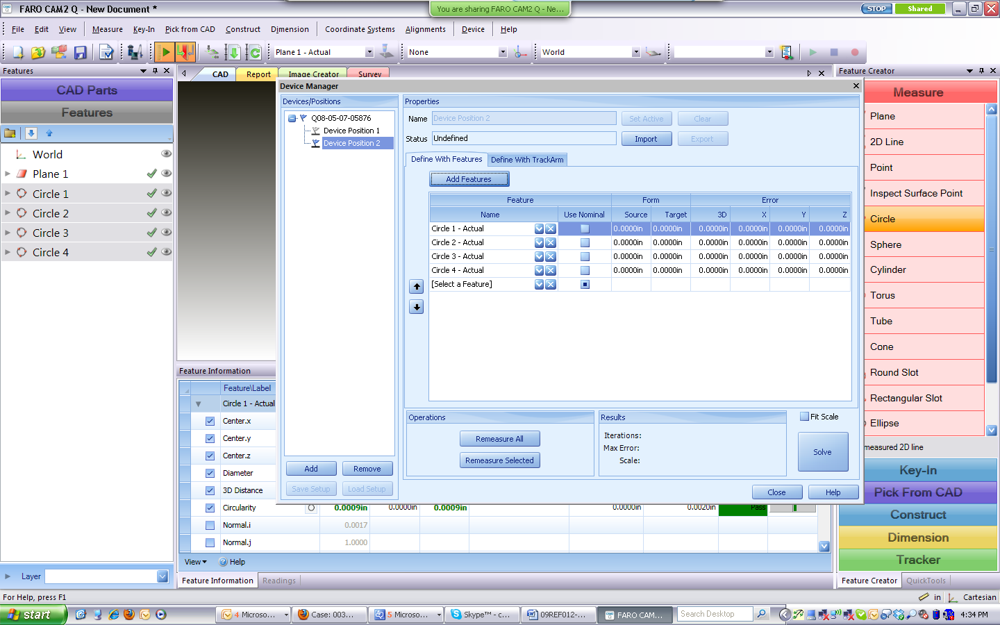 FARO CAM2 Q - New Document *
You are sharing FARO CAM2 Q - Ne...
STOP Shared
File Edit View Measure Key-In Pick from CAD Construct Dimension Coordinate Systems Alignments Device Help
Plane 1 - Actual None World
Features
CAD Report Image Creator Survey
Feature Creator
CAD Parts
Features
World
Plane 1
Circle 1
Circle 2
Circle 3
Circle 4
Layer
Device Manager
Devices/Positions
Q08-05-07-05876
Device Position 1
Device Position 2
Add Remove
Save Setup Load Setup
Properties
Name Device Position 2 Set Active Clear
Status Undefined Import Export
Define With Features Define With TrackArm
Add Features
Feature Form Error
Name Use Nominal Source Target 3D X Y Z
Circle 1 - Actual 0.0000in 0.0000in 0.0000in 0.0000in 0.0000in 0.0000in
Circle 2 - Actual 0.0000in 0.0000in 0.0000in 0.0000in 0.0000in 0.0000in
Circle 3 - Actual 0.0000in 0.0000in 0.0000in 0.0000in 0.0000in 0.0000in
Circle 4 - Actual 0.0000in 0.0000in 0.0000in 0.0000in 0.0000in 0.0000in
[Select a Feature]
Operations
Remeasure All
Remeasure Selected
Results
Iterations:
Max Error:
Scale:
Fit Scale
Solve
Close Help
Feature Information
Feature\Label
Circle 1 - Actual
Center.x
Center.y
Center.z
Diameter
3D Distance
Circularity 0.0009in 0.0000in 0.0009in 0.0000in 0.0020in Pass
Normal.i 0.0017
Normal.j 1.0000
View Help
Feature Information Readings
Measure
Plane
2D Line
Point
Inspect Surface Point
Circle
Sphere
Cylinder
Torus
Tube
Cone
Round Slot
Rectangular Slot
Ellipse
measured 2D line
Key-In
Pick From CAD
Construct
Dimension
Tracker
Feature Creator QuickTools
For Help, press F1 in Cartesian
start 4 Microso... Case: 003... 5 Microso... Skype™ - c... 09REF012-... FARO CAM... Search Desktop 4:34 PM